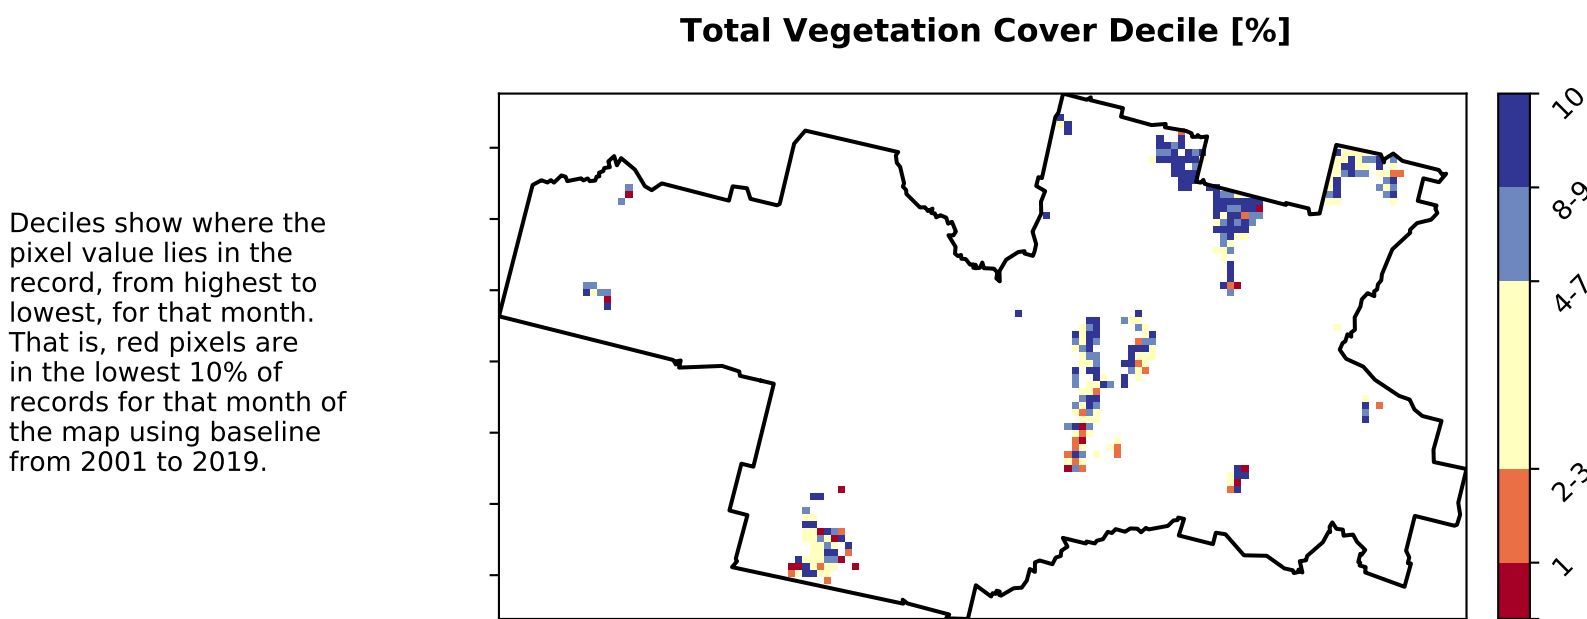 Total Vegetation Cover Decile [%]
Deciles show where the
pixel value lies in the
record, from highest to
lowest, for that month.
That is, red pixels are
in the lowest 10% of
records for that month of
the map using baseline
from 2001 to 2019.
10
8-9
4-7
2-3
1